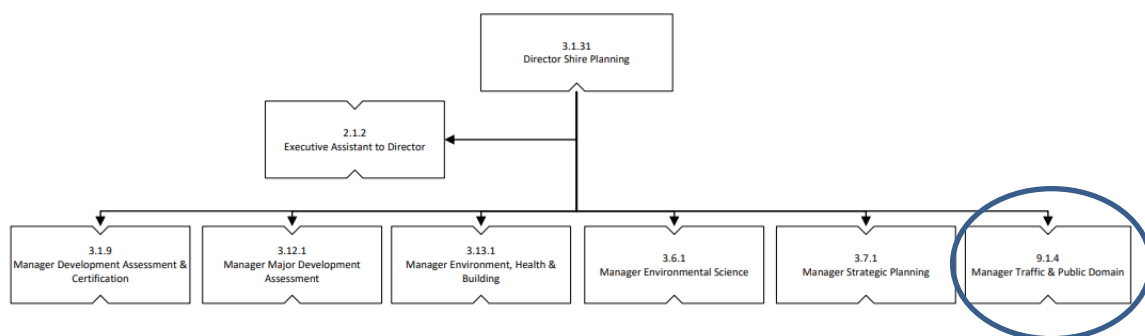 3.1.31
Director Shire Planning
2.1.2
Executive Assistant to Director
3.1.9
Manager Development Assessment &
Certification
3.12.1
Manager Major Development
Assessment
3.13.1
Manager Environment, Health &
Building
3.6.1
Manager Environmental Science
3.7.1
Manager Strategic Planning
9.1.4
Manager Traffic & Public Domain